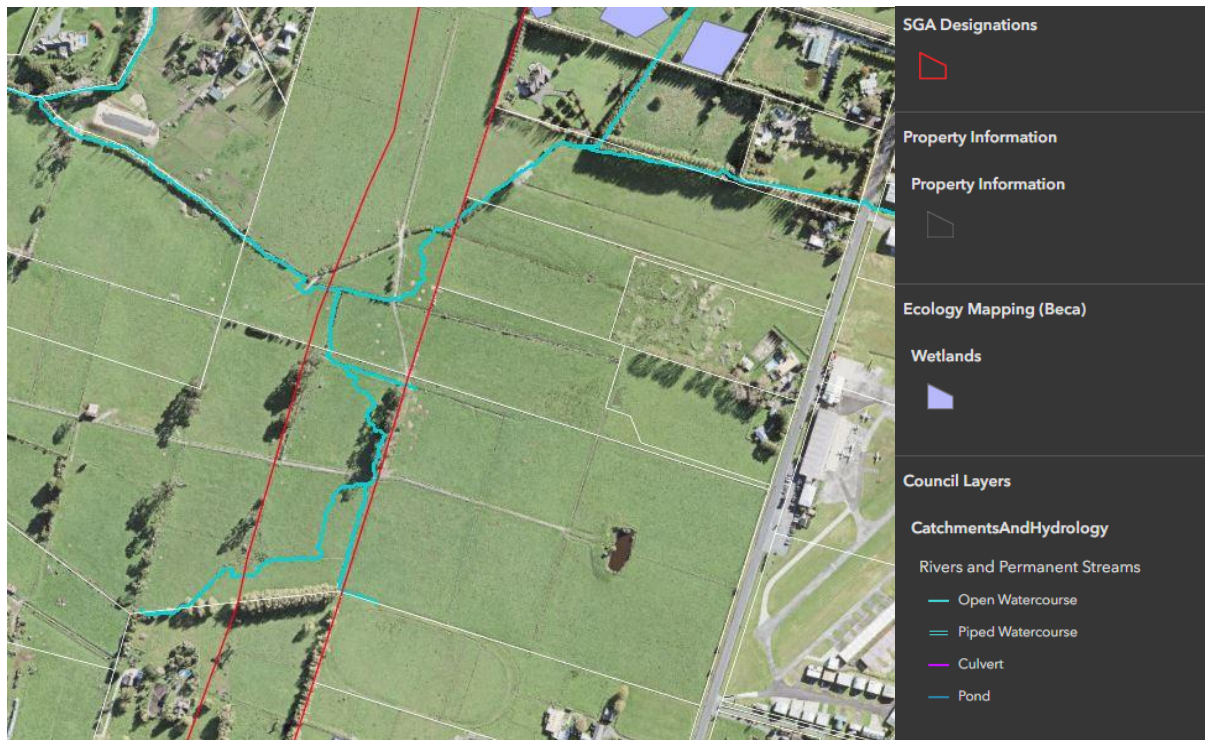 SGA Designations
Property Information
Property Information
Ecology Mapping (Beca)
Wetlands
Council Layers
CatchmentsAndHydrology
Rivers and Permanent Streams
Open Watercourse
Piped Watercourse
Culvert
Pond